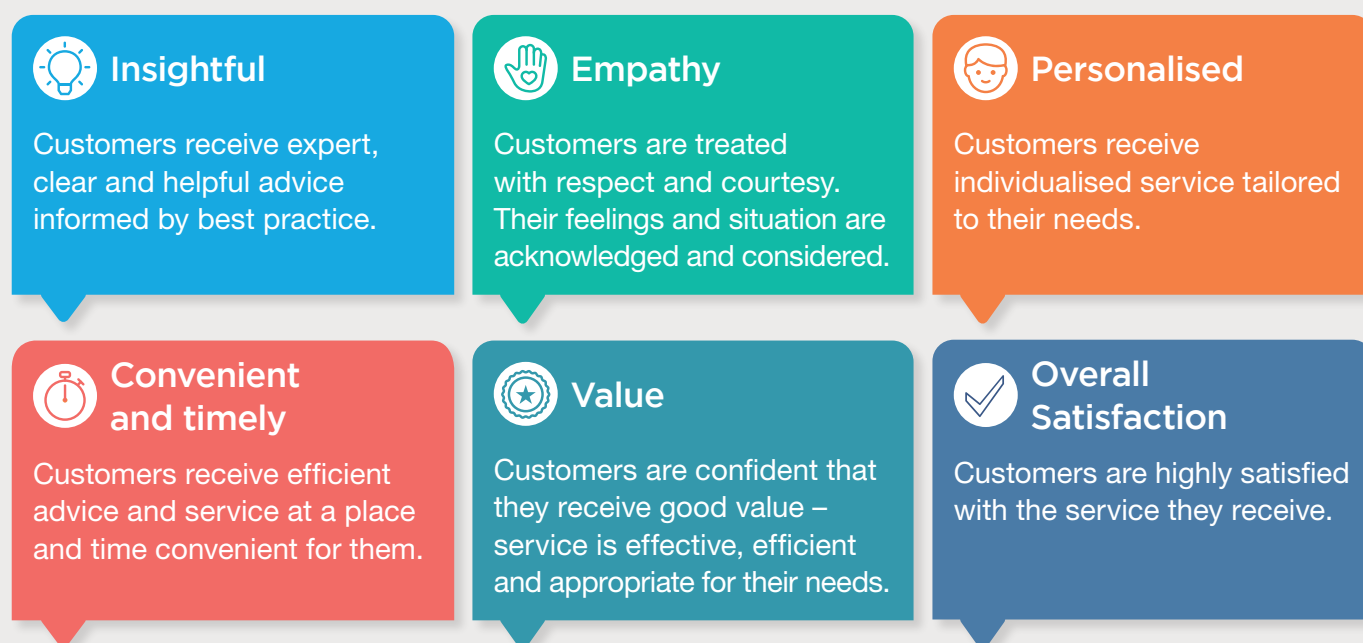 Insightful
Customers receive expert,
clear and helpful advice
informed by best practice.
Empathy
Customers are treated
with respect and courtesy.
Their feelings and situation are
acknowledged and considered.
Personalised
Customers receive
individualised service tailored
to their needs.
Convenient
and timely
Customers receive efficient
advice and service at a place
and time convenient for them.
Value
Customers are confident that
they receive good value –
service is effective, efficient
and appropriate for their needs.
Overall
Satisfaction
Customers are highly satisfied
with the service they receive.